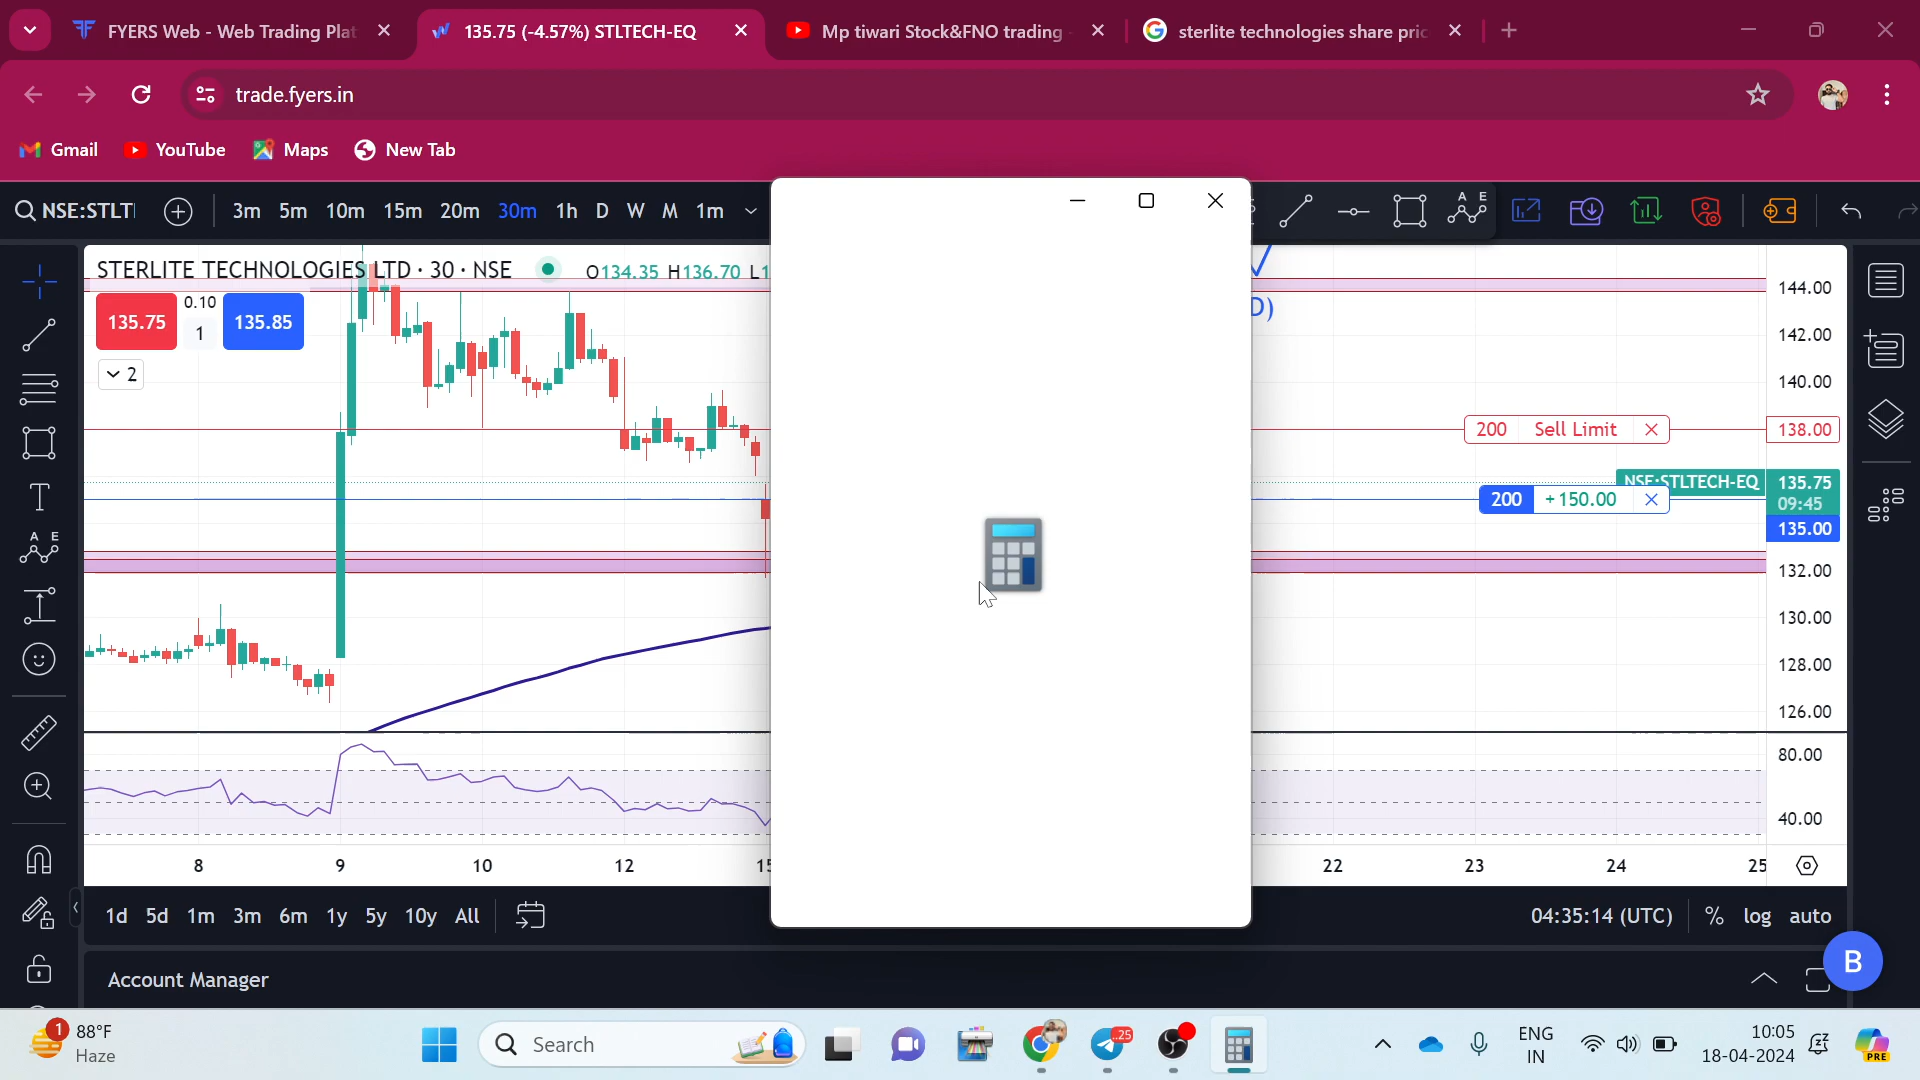 FYERS Web - Web Trading Plat
135.75 (-4.57%) STLTECH-EQ
Mp tiwari Stock&FNO trading -
sterlite technologies share pric
trade.fyers.in
Gmail YouTube Maps New Tab
NSE:STLT 3m 5m 10m 15m 20m 30m 1h D W M 1m
A E
STERLITE TECHNOLOGIES LTD · 30 · NSE O134.35 H136.70 L1
D)
135.75 0.10 1 135.85
2
144.00
142.00
140.00
200 Sell Limit 138.00
NSE:STLTECH-EQ 135.75
09:45
200 +150.00 135.00
132.00
130.00
128.00
126.00
80.00
40.00
T
A E
8 9 10 12 15 22 23 24 25
1d 5d 1m 3m 6m 1y 5y 10y All 04:35:14 (UTC) % log auto
Account Manager
B
1 88°F
Haze
Search
25
ENG
IN
10:05
18-04-2024
PRE